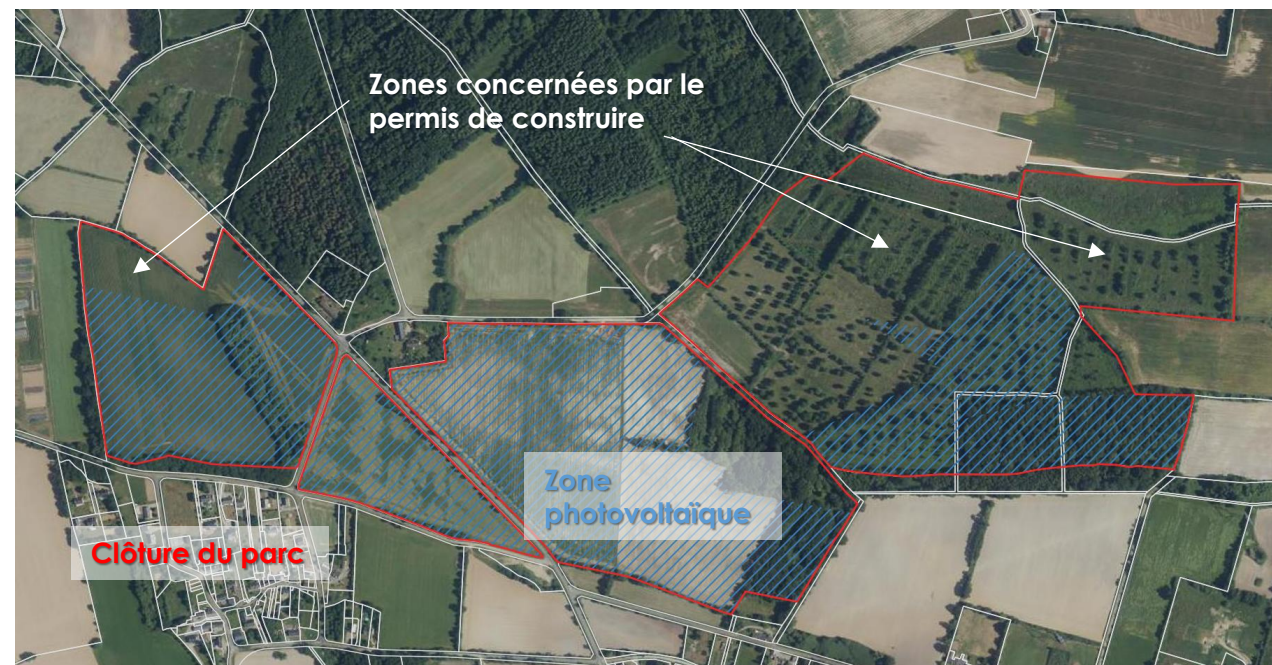 Zones concernées par le
permis de construire
Zone
photovoltaïque
Clôture du parc